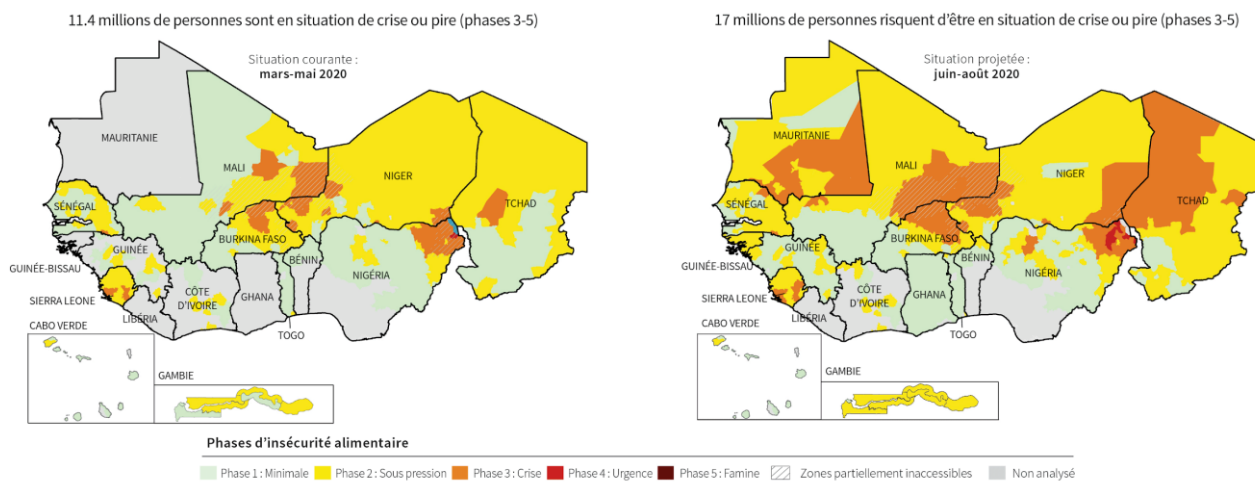 11.4 millions de personnes sont en situation de crise ou pire (phases 3-5)
Situation courante :
mars-mai 2020
MAURITANIE
MALI
NIGER
TCHAD
SÉNÉGAL
GUINÉE
BURKINA FASO
BÉNIN
NIGÉRIA
GUINÉE-BISSAU
SIERRA LEONE
CÔTE
D'IVOIRE
GHANA
LIBÉRIA
TOGO
CABO VERDE
GAMBIE
17 millions de personnes risquent d'être en situation de crise ou pire (phases 3-5)
Situation projetée :
juin-août 2020
MAURITANIE
MALI
NIGER
TCHAD
SÉNÉGAL
GUINÉE
BURKINA FASO
BÉNIN
NIGÉRIA
GUINÉE-BISSAU
SIERRA LEONE
CÔTE
D'IVOIRE
GHANA
LIBÉRIA
TOGO
CABO VERDE
GAMBIE
Phases d'insécurité alimentaire
Phase 1 : Minimale Phase 2 : Sous pression Phase 3 : Crise Phase 4 : Urgence Phase 5 : Famine Zones partiellement inaccessibles Non analysé